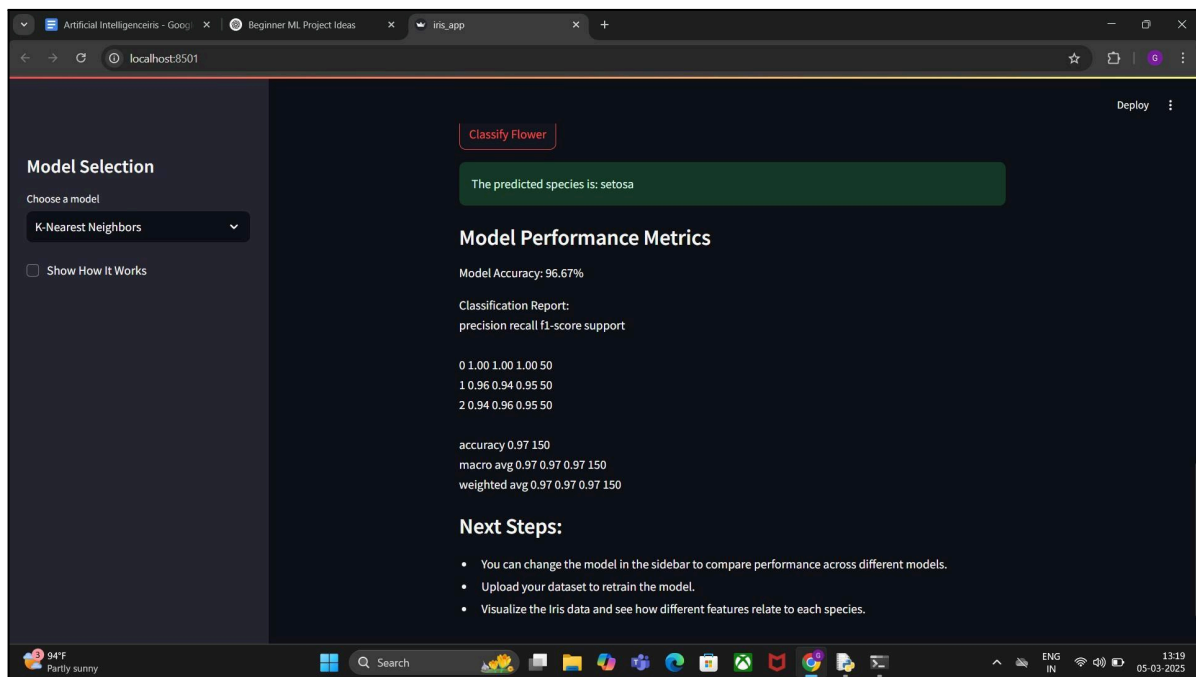 Artificial Intelligenceiris - Googl
Beginner ML Project Ideas
iris_app
localhost:8501
G
Deploy
Model Selection
Choose a model
K-Nearest Neighbors
Show How It Works
Classify Flower
The predicted species is: setosa
Model Performance Metrics
Model Accuracy: 96.67%
Classification Report:
precision recall f1-score support
0 1.00 1.00 1.00 50
1 0.96 0.94 0.95 50
2 0.94 0.96 0.95 50
accuracy 0.97 150
macro avg 0.97 0.97 0.97 150
weighted avg 0.97 0.97 0.97 150
Next Steps:
• You can change the model in the sidebar to compare performance across different models.
• Upload your dataset to retrain the model.
• Visualize the Iris data and see how different features relate to each species.
3
94°F
Partly sunny
Search
ENG
IN
13:19
05-03-2025